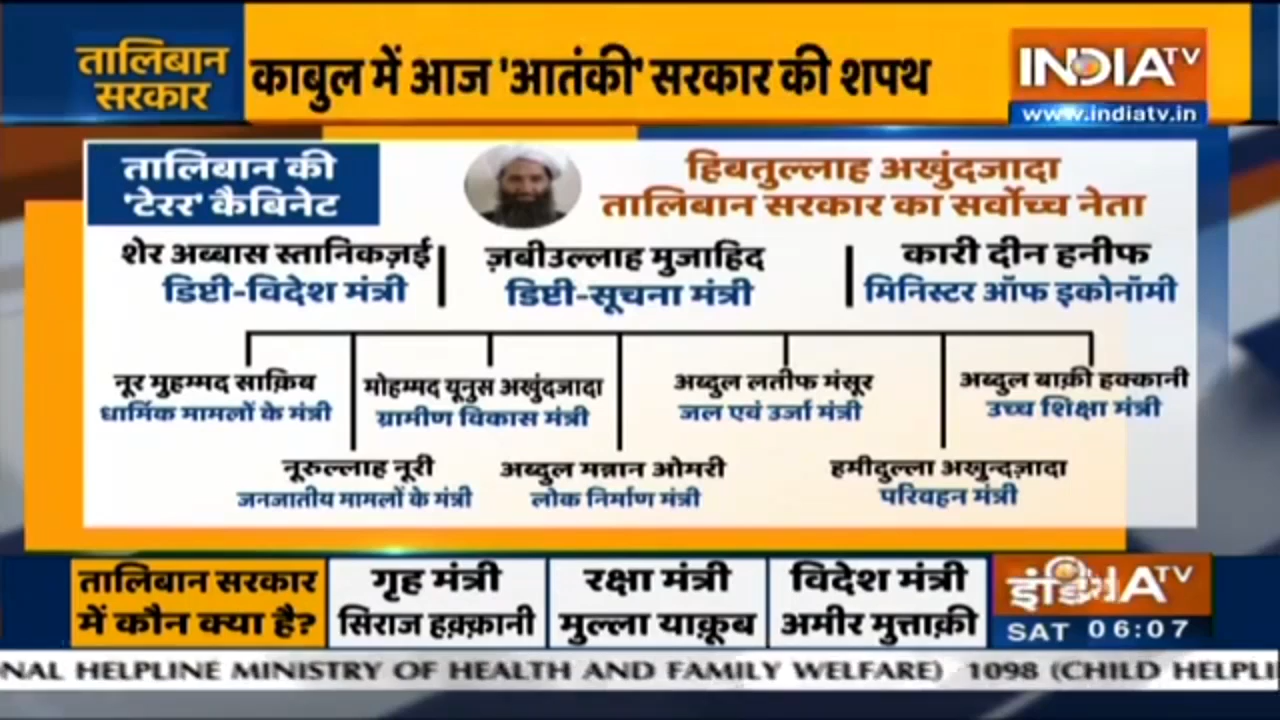 तालिबान
सरकार
काबुल में आज 'आतंकी' सरकार की शपथ
INDIA TV
www.indiatv.in
तालिबान की
'टेरर' कैबिनेट
हिबतुल्लाह अखुंदजादा
तालिबान सरकार का सर्वोच्च नेता
शेर अब्बास स्तानिकज़ई
डिप्टी-विदेश मंत्री
ज़बीउल्लाह मुजाहिद
डिप्टी-सूचना मंत्री
कारी दीन हनीफ
मिनिस्टर ऑफ इकोनॉमी
नूर मुहम्मद साक़िब
धार्मिक मामलों के मंत्री
मोहम्मद यूनुस अखुंदजादा
ग्रामीण विकास मंत्री
अब्दुल लतीफ मंसूर
जल एवं उर्जा मंत्री
अब्दुल बाक़ी हक्कानी
उच्च शिक्षा मंत्री
नूरुल्लाह नूरी
जनजातीय मामलों के मंत्री
अब्दुल मन्नान ओमरी
लोक निर्माण मंत्री
हमीदुल्ला अखुन्दज़ादा
परिवहन मंत्री
तालिबान सरकार
में कौन क्या है?
गृह मंत्री
सिराज हक़्क़ानी
रक्षा मंत्री
मुल्ला याक़ूब
विदेश मंत्री
अमीर मुत्ताक़ी
TV
SAT 06:07
NAL HELPLINE MINISTRY OF HEALTH AND FAMILY WELFARE) 1098 (CHILD HELPLI